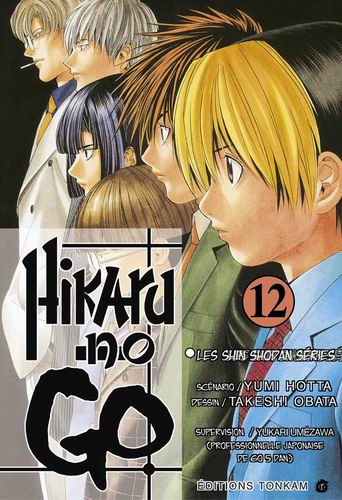 HIKARU
no
GO
12
LES SHIN SHODAN SÉRIES
SCÉNARIO / YUMI HOTTA
DESSIN / TAKESHI OBATA
SUPERVISION / YUKARI UMEZAWA
(PROFESSIONNELLE JAPONAISE
DE GO 5 DAN)
ÉDITIONS TONKAM